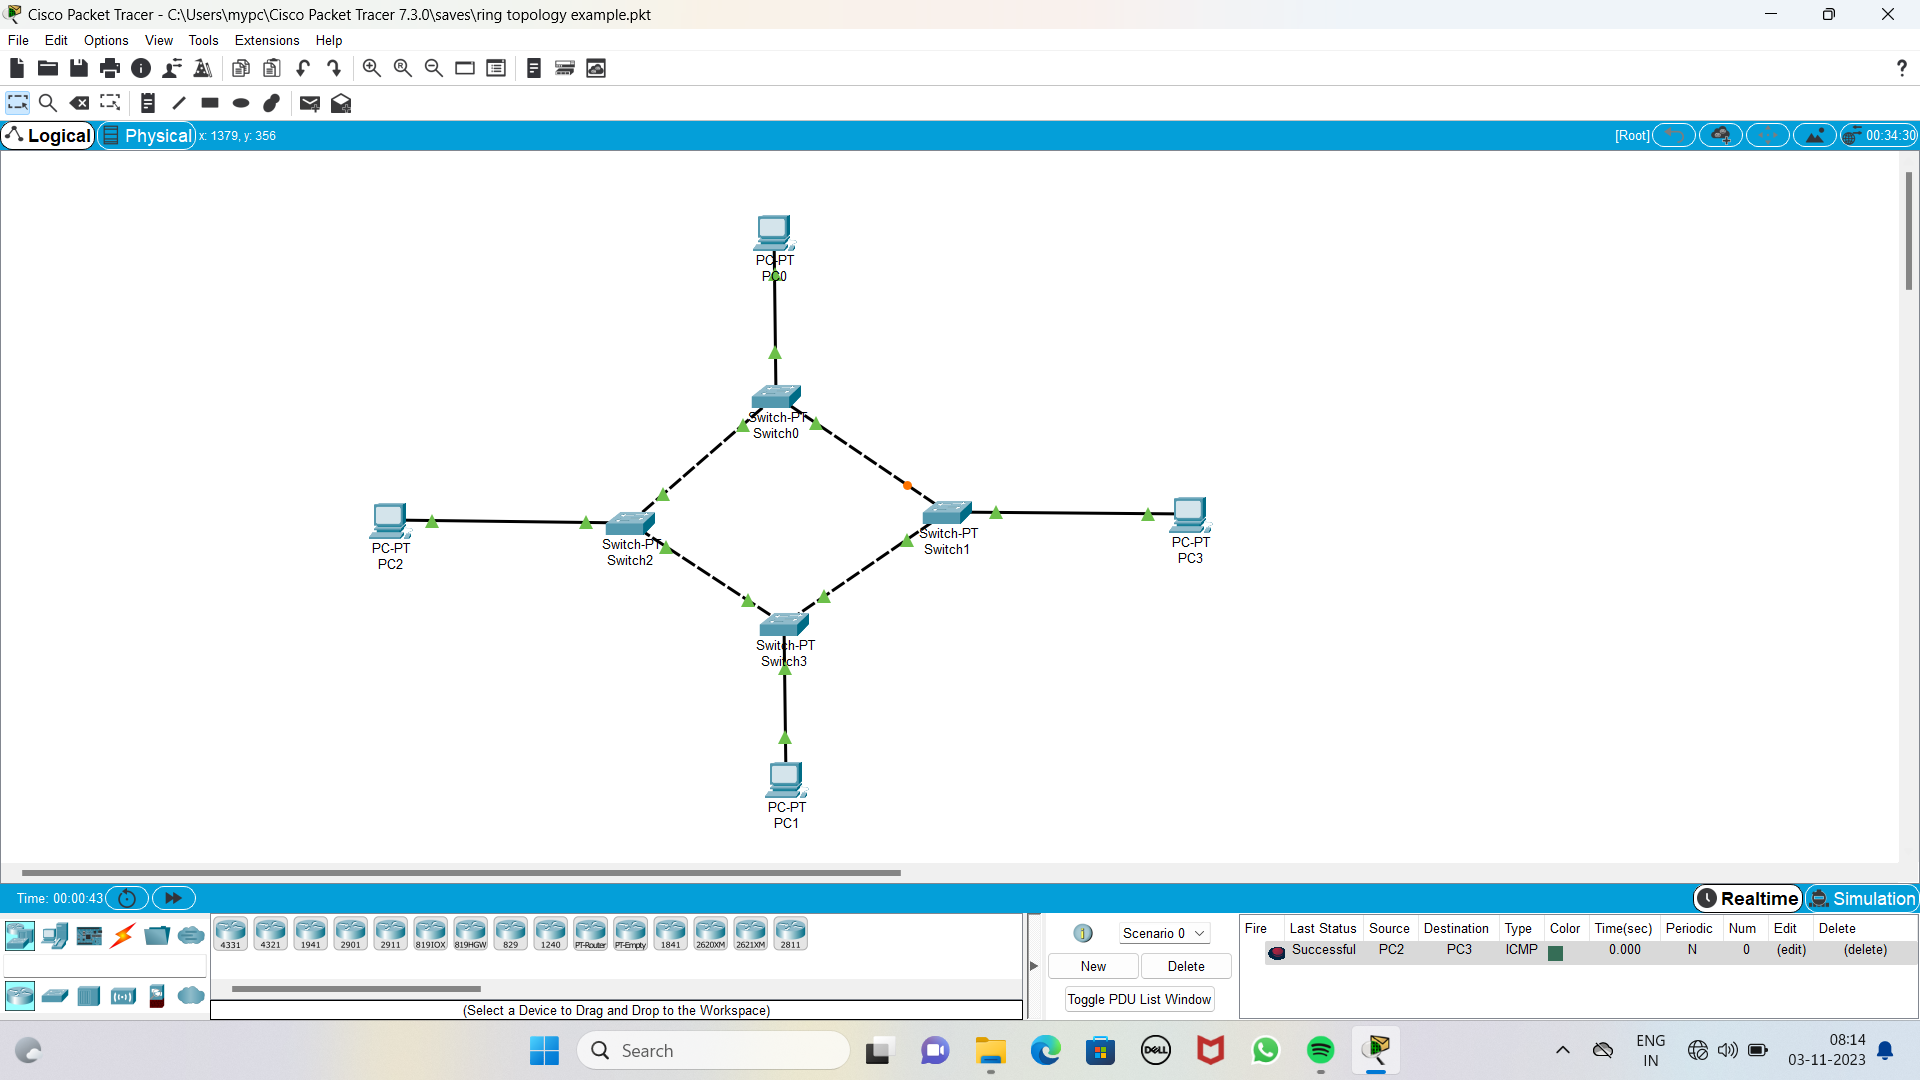 Cisco Packet Tracer - C:\Users\mypc\Cisco Packet Tracer 7.3.0\saves\ring topology example.pkt
File Edit Options View Tools Extensions Help
?
Logical Physical x: 1379, y: 356 [Root] 00:34:30
PC-PT
PC0
Switch-PT
Switch0
PC-PT
PC2
Switch-PT
Switch2
Switch-PT
Switch1
PC-PT
PC3
Switch-PT
Switch3
PC-PT
PC1
Time: 00:00:43 Realtime Simulation
4331 4321 1941 2901 2911 819IOX 819HGW 829 1240 PT-Router PT-Empty 1841 2620XM 2621XM 2811
(Select a Device to Drag and Drop to the Workspace)
Scenario 0
New Delete
Toggle PDU List Window
Fire Last Status Source Destination Type Color Time(sec) Periodic Num Edit Delete
Successful PC2 PC3 ICMP 0.000 N 0 (edit) (delete)
Search
DELL
ENG
IN
08:14
03-11-2023